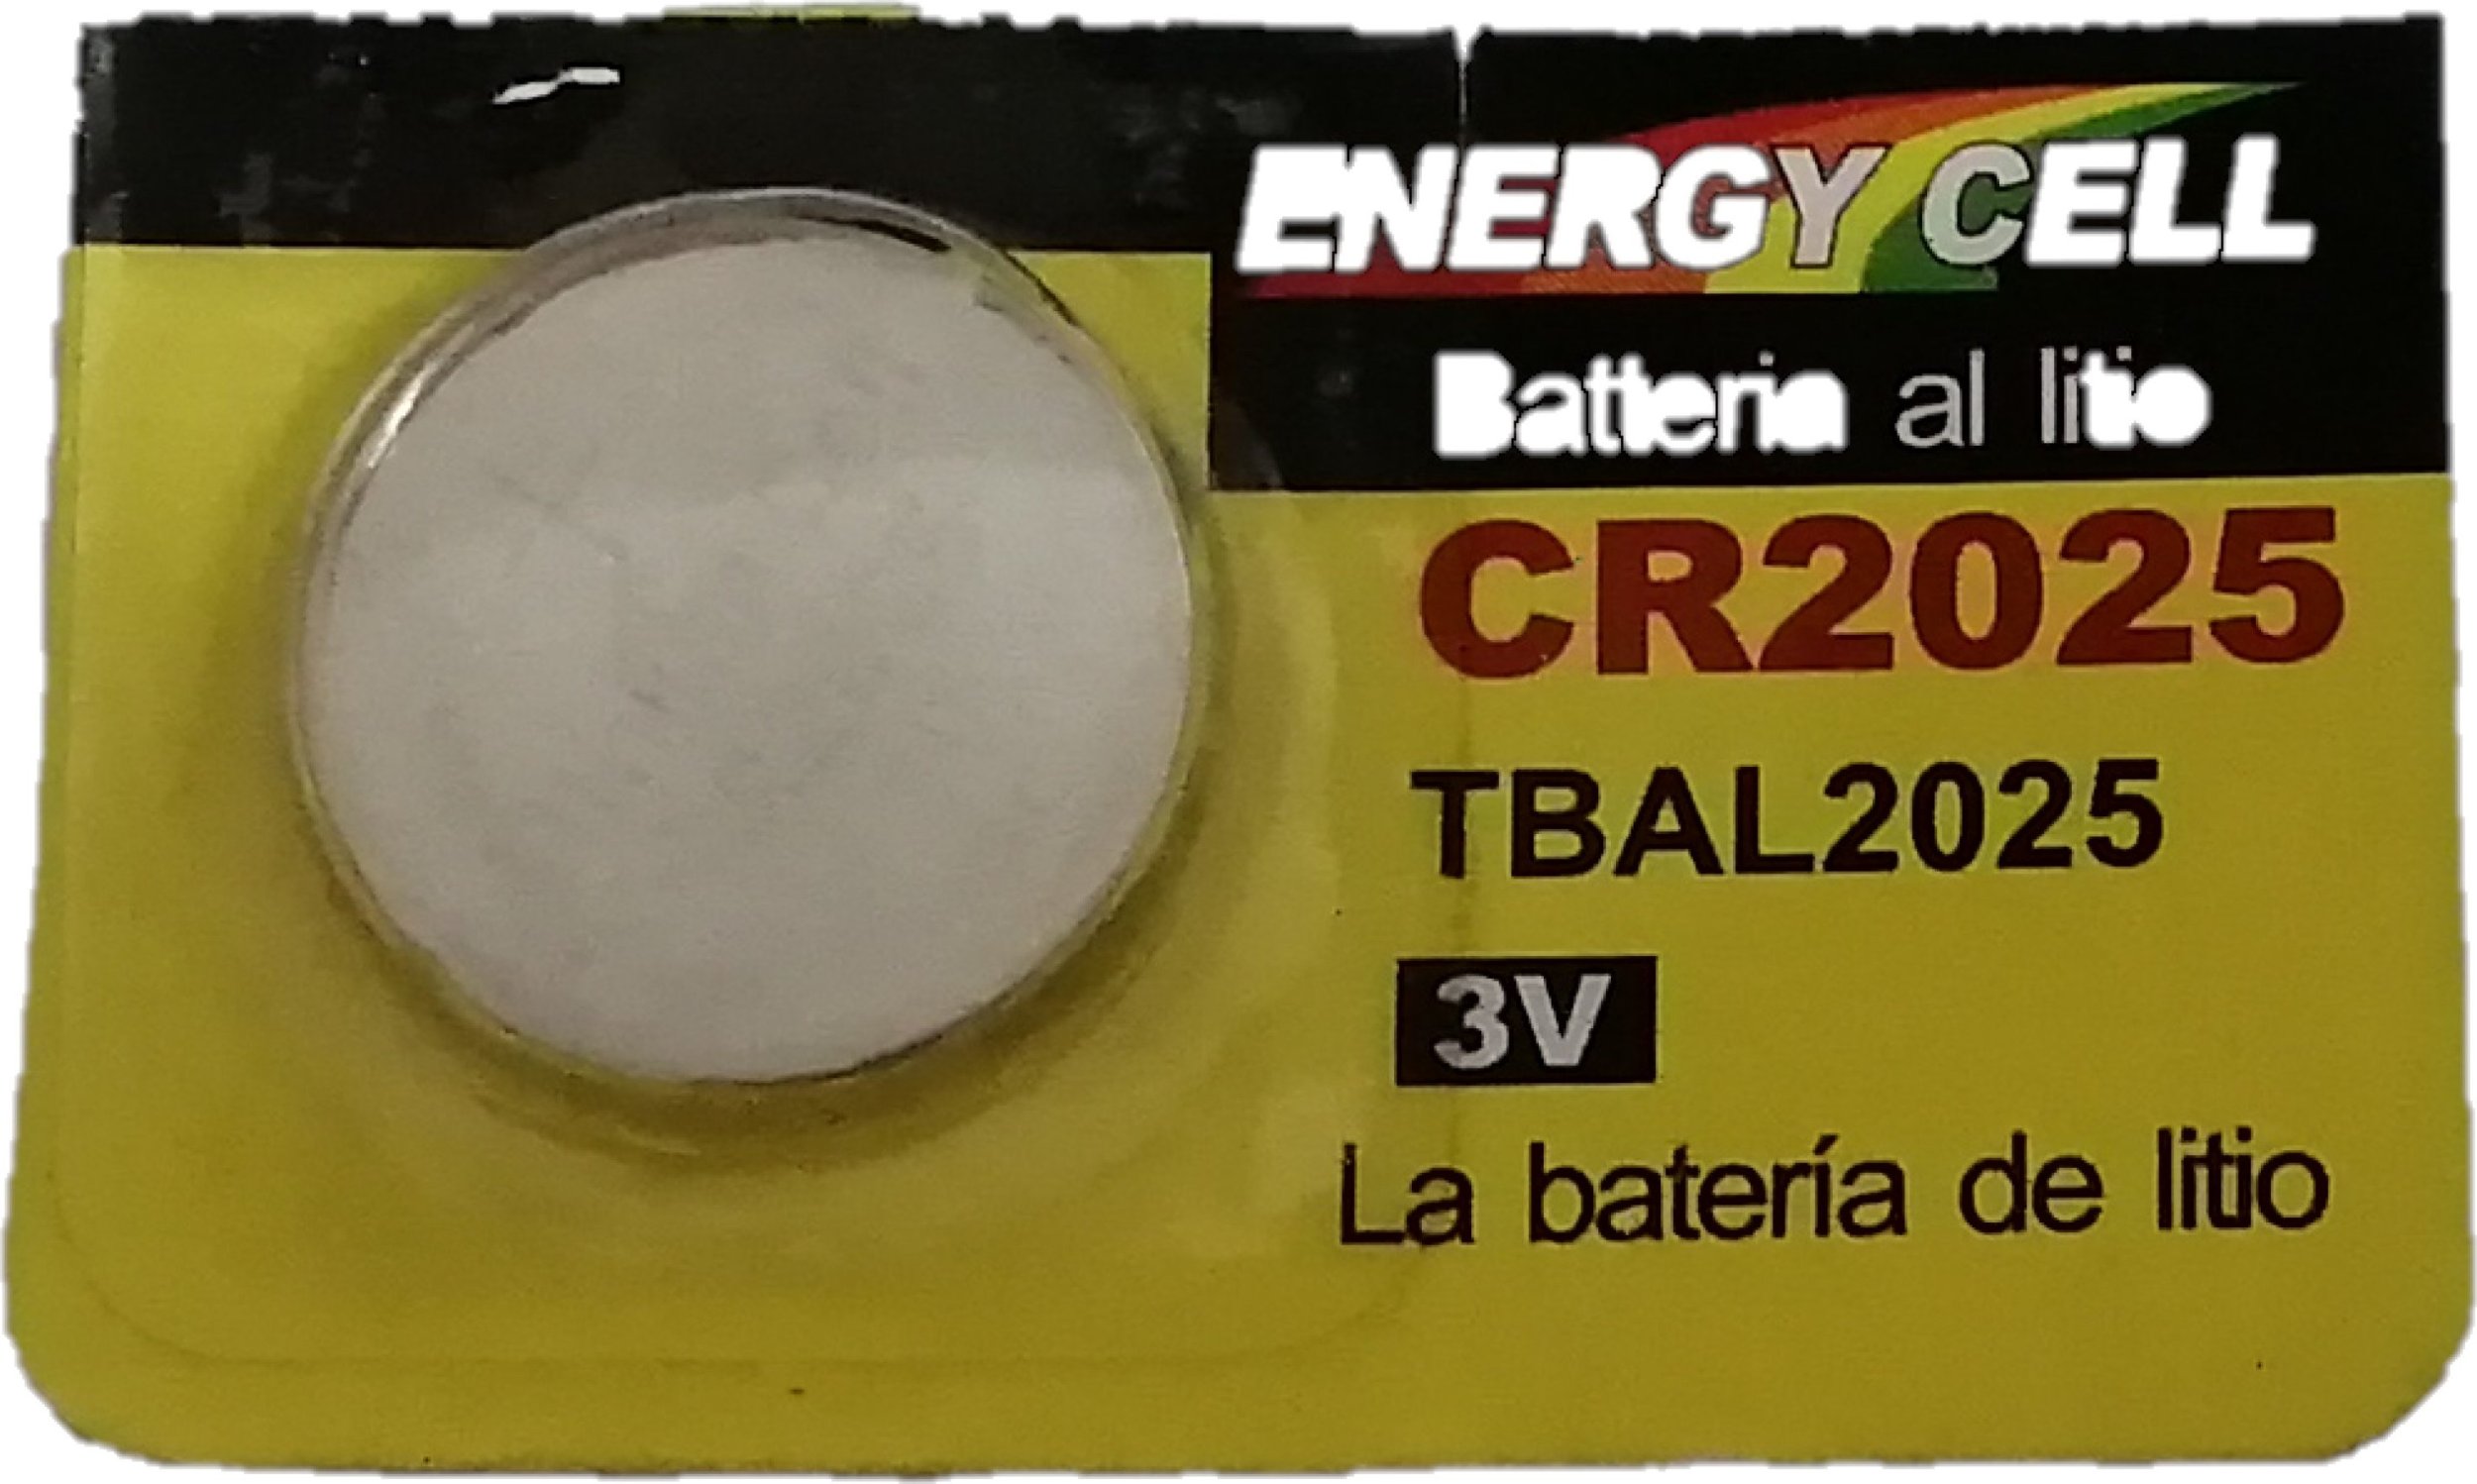 ENERGY CELL
Batteria al litio
CR2025
TBAL2025
3V
La batería de litio